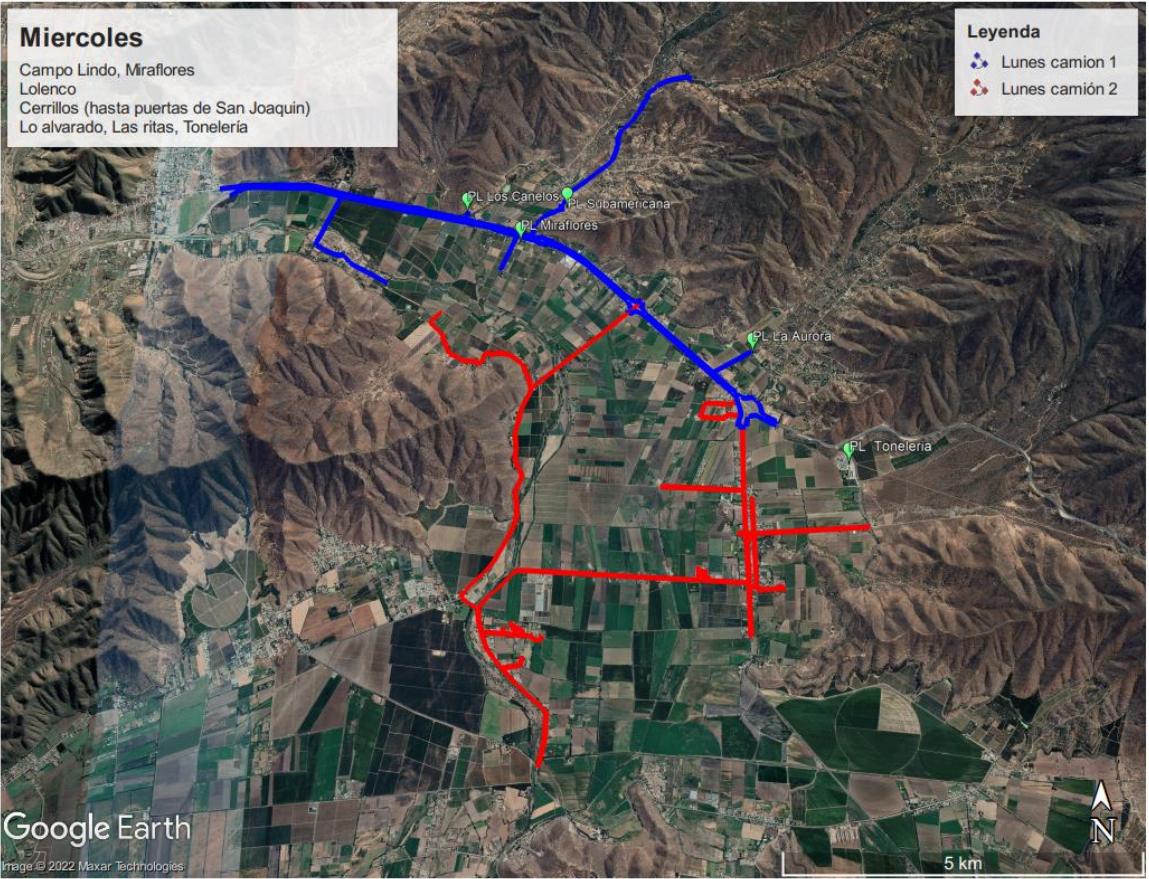 Miercoles
Campo Lindo, Miraflores
Lolenco
Cerrillos (hasta puertas de San Joaquin)
Lo alvarado, Las ritas, Tonelería
Leyenda
Lunes camion 1
Lunes camión 2
PL Los Canelos
PL Subamericana
PL Miraflores
PL La Aurora
PL Toneleria
Google Earth
Image © 2022 Maxar Technologies
N
5 km